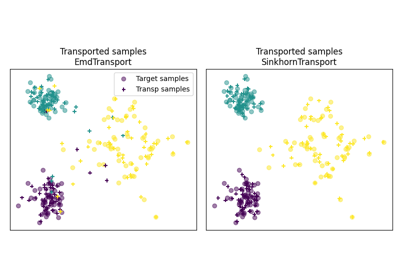 Transported samples
EmdTransport
Target samples
Transp samples
Transported samples
SinkhornTransport